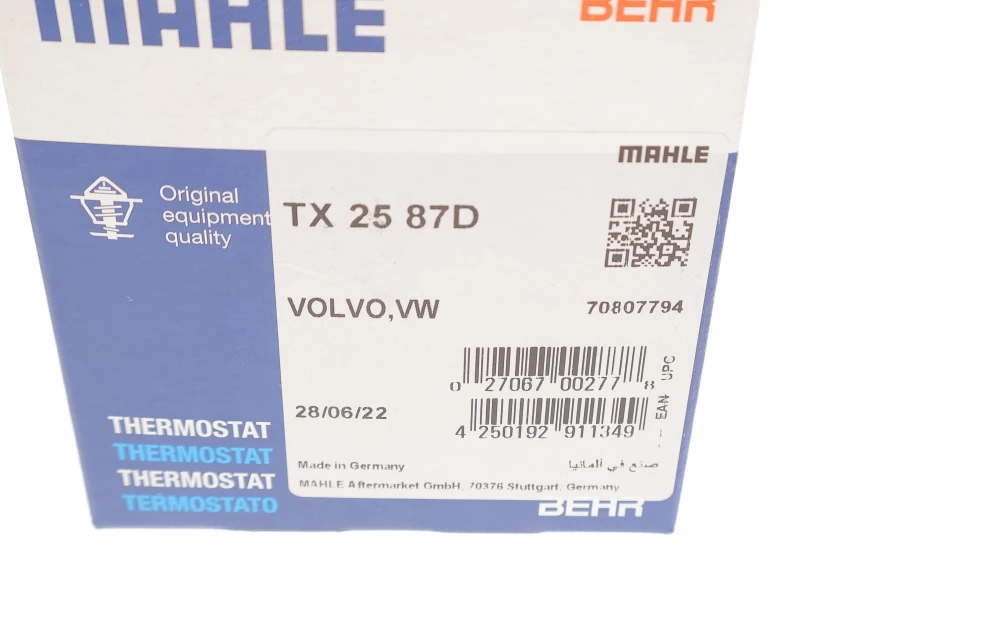 MAHLE
BEHR
MAHLE
Original
equipment
quality
TX 25 87D
VOLVO,VW
70807794
0 27067 00277 8
UPC
28/06/22
4 250192 911349
EAN
THERMOSTAT
THERMOSTAT
THERMOSTAT
TERMOSTATO
Made in Germany
صنع في ألمانيا
MAHLE Aftermarket GmbH, 70376 Stuttgart, Germany
BEHR